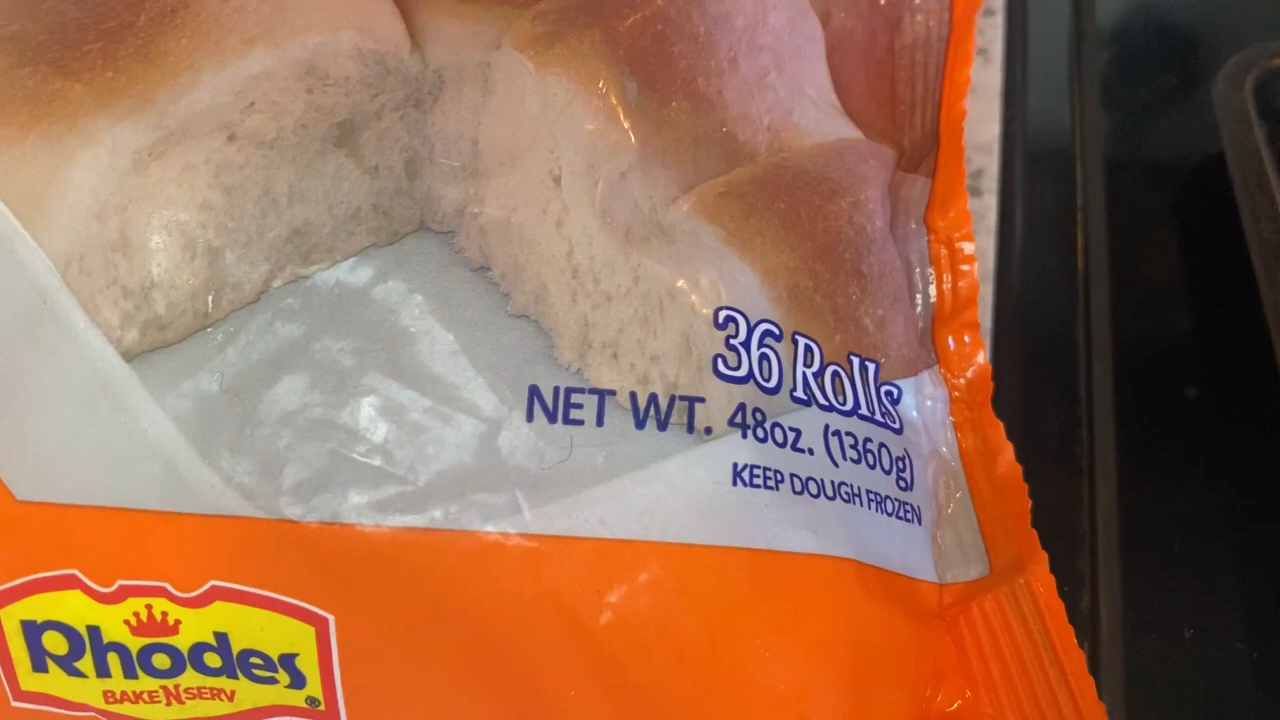 36 Rolls
NET WT. 48oz. (1360g)
KEEP DOUGH FROZEN
Rhodes
BAKE N SERV
®